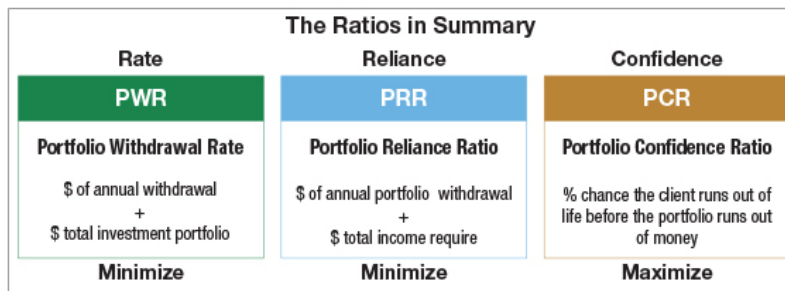 The Ratios in Summary
Rate
Reliance
Confidence
PWR
PRR
PCR
Portfolio Withdrawal Rate
$ of annual withdrawal
+
$ total investment portfolio
Portfolio Reliance Ratio
$ of annual portfolio withdrawal
+
$ total income require
Portfolio Confidence Ratio
% chance the client runs out of
life before the portfolio runs out
of money
Minimize
Minimize
Maximize